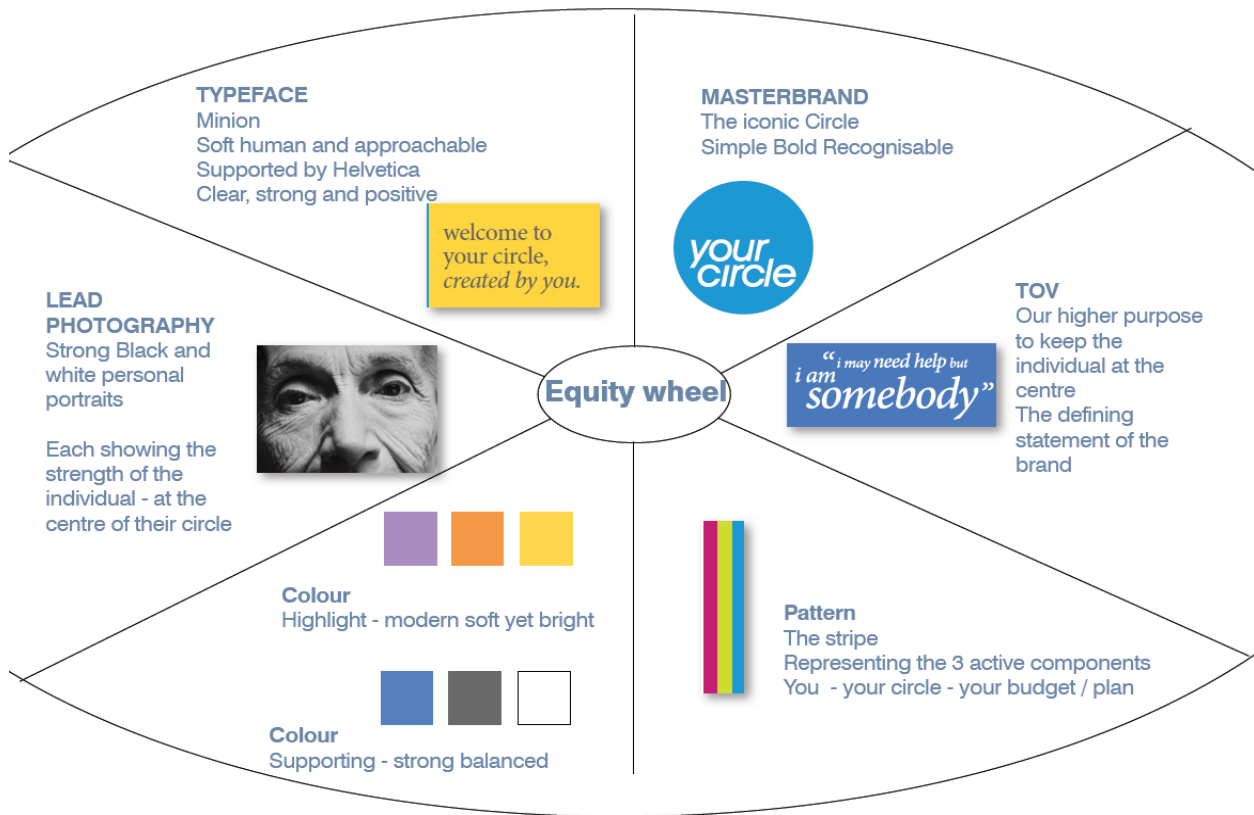 TYPEFACE
Minion
Soft human and approachable
Supported by Helvetica
Clear, strong and positive
welcome to
your circle,
created by you.
MASTERBRAND
The iconic Circle
Simple Bold Recognisable
your
circle
LEAD
PHOTOGRAPHY
Strong Black and
white personal
portraits
Each showing the
strength of the
individual - at the
centre of their circle
Equity wheel
“i may need help but
i am
somebody”
TOV
Our higher purpose
to keep the
individual at the
centre
The defining
statement of the
brand
Colour
Highlight - modern soft yet bright
Colour
Supporting - strong balanced
Pattern
The stripe
Representing the 3 active components
You - your circle - your budget / plan